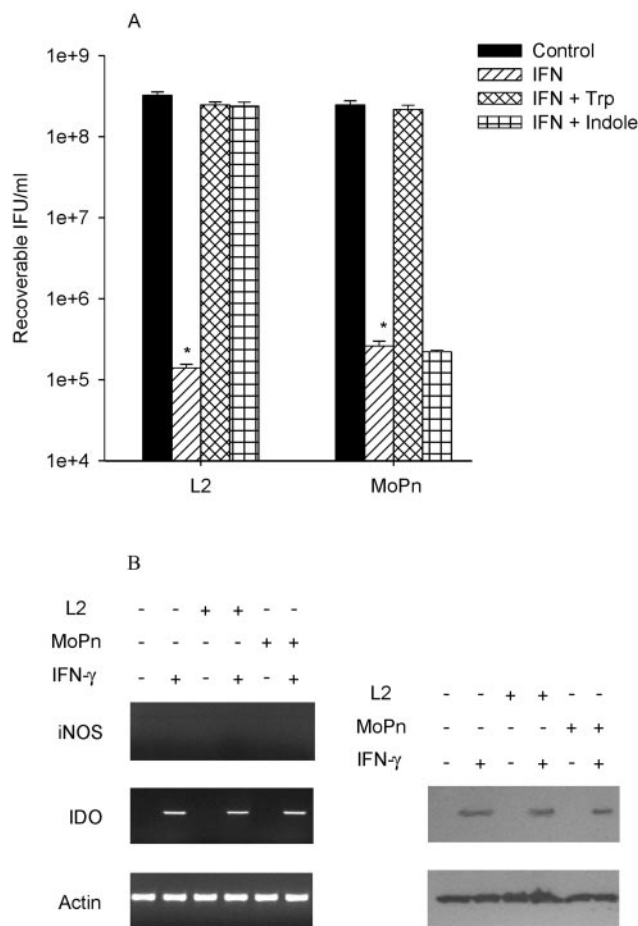 A
1e+9
1e+8
1e+7
1e+6
1e+5
1e+4
Recoverable IFU/ml
* *
L2 MoPn
Control
IFN
IFN + Trp
IFN + Indole
B
L2 - - + + - -
MoPn - - - - + +
IFN-γ - + - + - +
iNOS
IDO
Actin
L2 - - + + - -
MoPn - - - - + +
IFN-γ - + - + - +